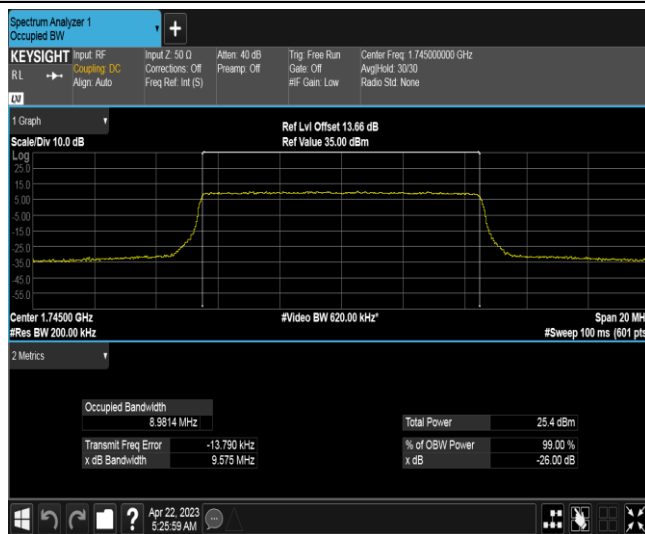 Spectrum Analyzer 1
Occupied BW
KEYSIGHT Input: RF Input Z: 50 Ω Atten: 40 dB Trig: Free Run Center Freq: 1.745000000 GHz
RL Coupling: DC Corrections: Off Preamp: Off Gate: Off Avg|Hold: 30/30
Align: Auto Freq Ref: Int (S) #IF Gain: Low Radio Std: None
LXI
1 Graph
Ref Lvl Offset 13.66 dB
Scale/Div 10.0 dB Ref Value 35.00 dBm
Log
25.0
15.0
5.00
-5.00
-15.0
-25.0
-35.0
-45.0
-55.0
Center 1.74500 GHz #Video BW 620.00 kHz* Span 20 MH
#Res BW 200.00 kHz #Sweep 100 ms (601 pts
2 Metrics
Occupied Bandwidth
8.9814 MHz Total Power 25.4 dBm
Transmit Freq Error -13.790 kHz % of OBW Power 99.00 %
x dB Bandwidth 9.575 MHz x dB -26.00 dB
? Apr 22, 2023
5:25:59 AM